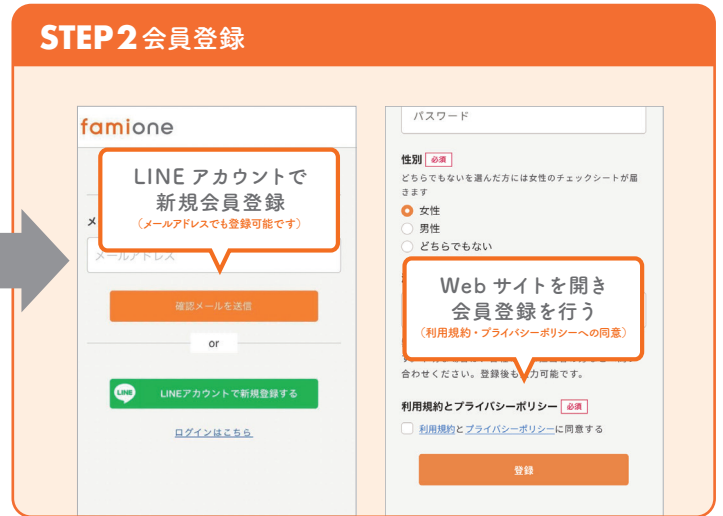 STEP2会員登録
famione
LINE アカウントで
新規会員登録
(メールアドレスでも登録可能です)
メ
メールアドレス
確認メールを送信
or
LINE
LINEアカウントで新規登録する
ログインはこちら
パスワード
性別 必須
どちらでもないを選んだ方には女性のチェックシートが届
きます
女性
男性
どちらでもない
Web サイトを開き
会員登録を行う
(利用規約・プライバシーポリシーへの同意)
合わせください。登録後も 力可能です。
利用規約とプライバシーポリシー 必須
利用規約とプライバシーポリシーに同意する
登録